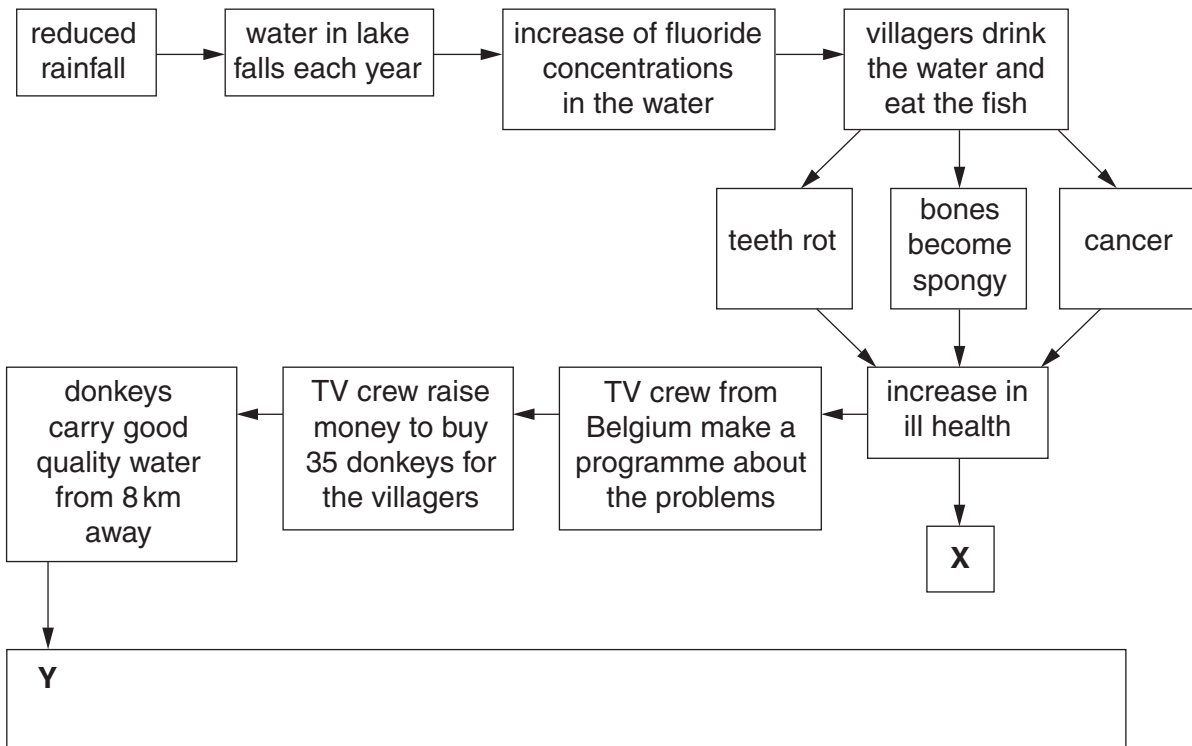 reduced
rainfall
water in lake
falls each year
increase of fluoride
concentrations
in the water
villagers drink
the water and
eat the fish
teeth rot
bones
become
spongy
cancer
increase in
ill health
TV crew from
Belgium make a
programme about
the problems
TV crew raise
money to buy
35 donkeys for
the villagers
donkeys
carry good
quality water
from 8 km
away
X
Y